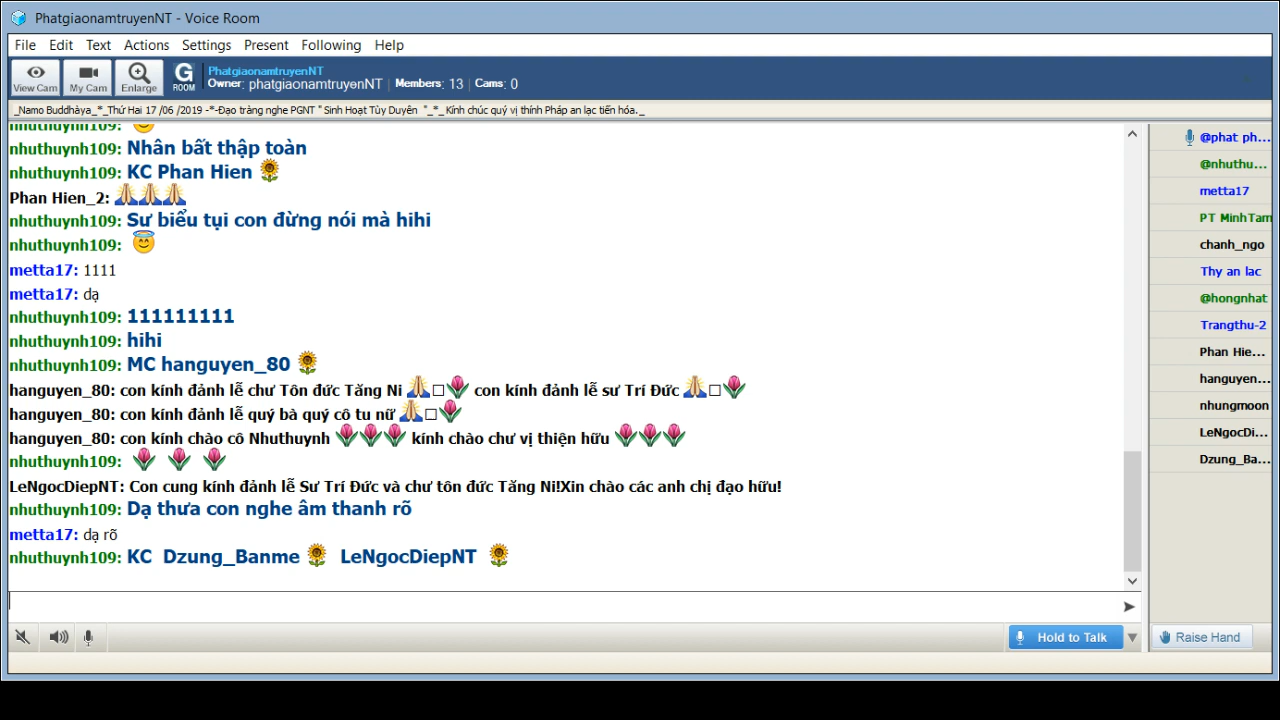 PhatgiaonamtruyenNT - Voice Room
File Edit Text Actions Settings Present Following Help
View Cam My Cam Enlarge G ROOM
PhatgiaonamtruyenNT
Owner: phatgiaonamtruyenNT Members: 13 Cams: 0
_Namo Buddhàya_*_Thứ Hai 17 /06 /2019 -*-Đạo tràng nghe PGNT " Sinh Hoạt Tùy Duyên "_*_ Kính chúc quý vị thính Pháp an lạc tiến hóa._
nhuthuynh109:
nhuthuynh109: Nhân bất thập toàn
nhuthuynh109: KC Phan Hien 🌻
Phan Hien_2: 🙏🙏🙏
nhuthuynh109: Sư biểu tụi con đừng nói mà hihi
nhuthuynh109: 😇
metta17: 1111
metta17: dạ
nhuthuynh109: 111111111
nhuthuynh109: hihi
nhuthuynh109: MC hanguyen_80 🌻
hanguyen_80: con kính đảnh lễ chư Tôn đức Tăng Ni 🙏□🌷 con kính đảnh lễ sư Trí Đức 🙏□🌷
hanguyen_80: con kính đảnh lễ quý bà quý cô tu nữ 🙏□🌷
hanguyen_80: con kính chào cô Nhuthuynh 🌷🌷🌷 kính chào chư vị thiện hữu 🌷🌷🌷
nhuthuynh109: 🌷 🌷 🌷
LeNgocDiepNT: Con cung kính đảnh lễ Sư Trí Đức và chư tôn đức Tăng Ni!Xin chào các anh chị đạo hữu!
nhuthuynh109: Dạ thưa con nghe âm thanh rõ
metta17: dạ rõ
nhuthuynh109: KC Dzung_Banme 🌻 LeNgocDiepNT 🌻
@phat ph...
@nhuthu...
metta17
PT MinhTam
chanh_ngo
Thy an lac
@hongnhat
Trangthu-2
Phan Hie...
hanguyen...
nhungmoon
LeNgocDi...
Dzung_Ba...
Hold to Talk
Raise Hand